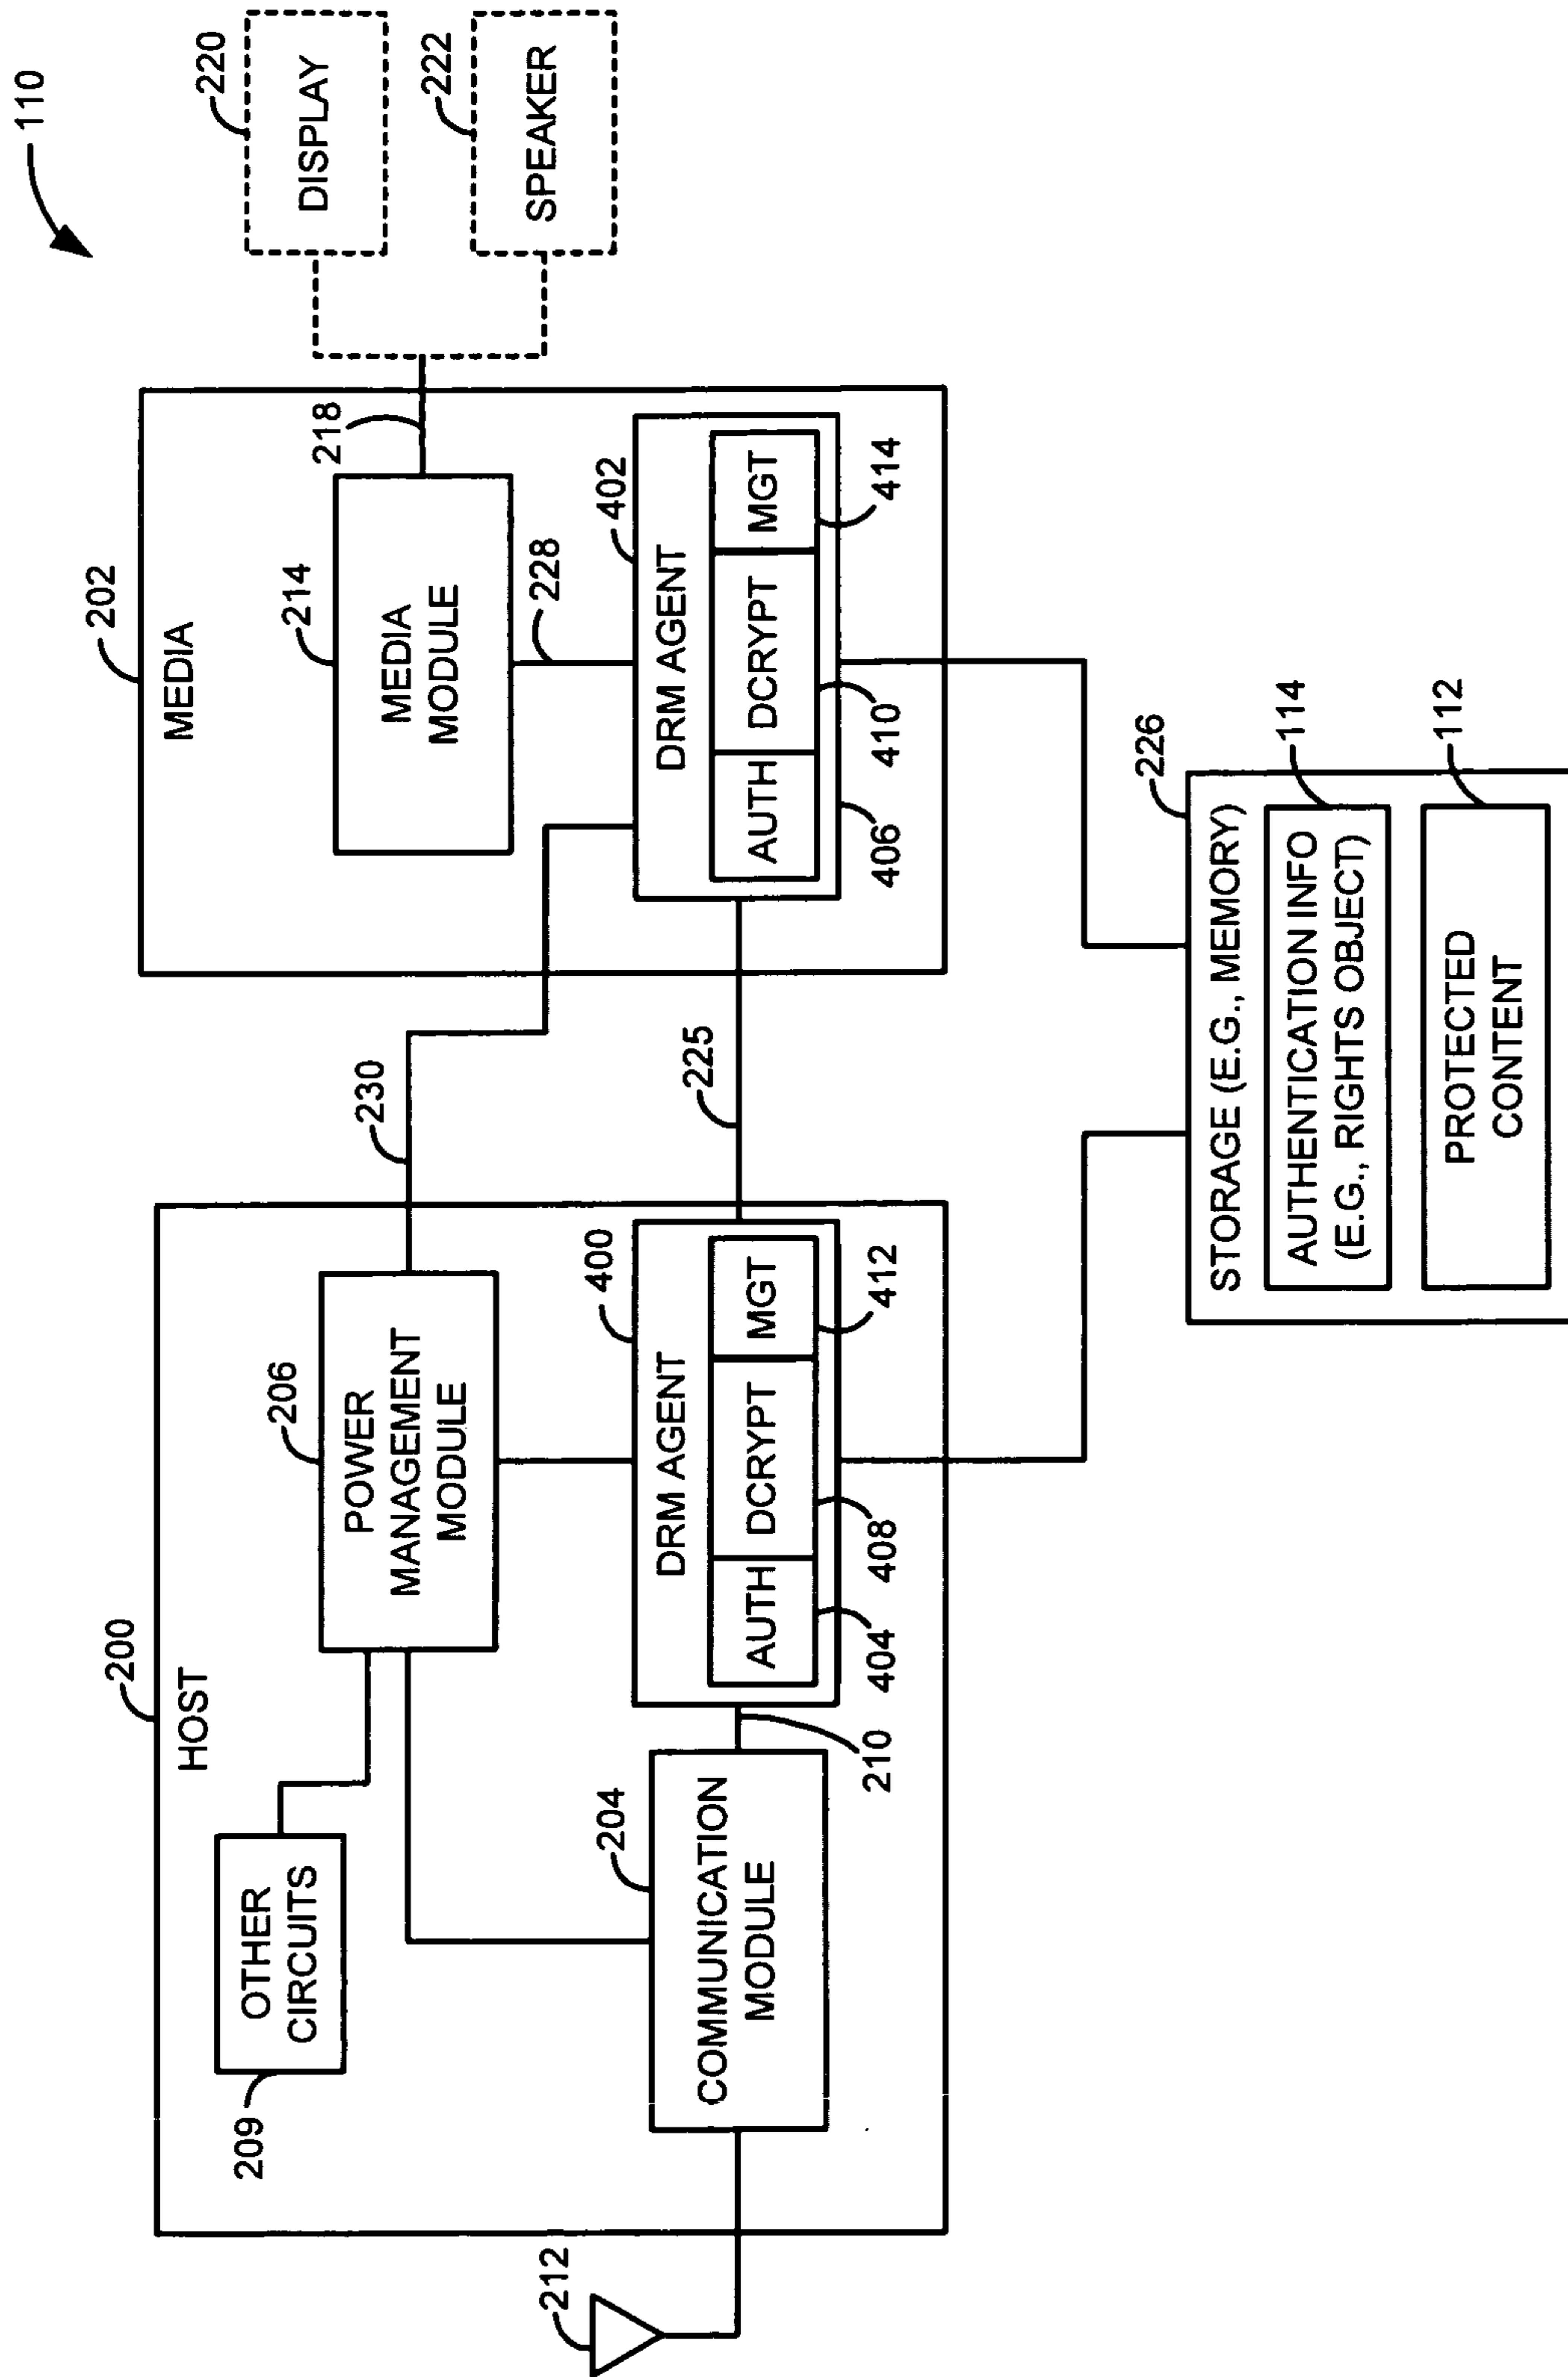 110
200
HOST
OTHER
CIRCUITS
209
206
POWER
MANAGEMENT
MODULE
204
COMMUNICATION
MODULE
210
212
400
DRM AGENT
AUTH
DCRYPT
MGT
404
408
412
230
225
202
MEDIA
214
MEDIA
MODULE
218
228
402
DRM AGENT
AUTH
DCRYPT
MGT
406
410
414
220
DISPLAY
222
SPEAKER
226
STORAGE (E.G., MEMORY)
114
AUTHENTICATION INFO
(E.G., RIGHTS OBJECT)
112
PROTECTED
CONTENT